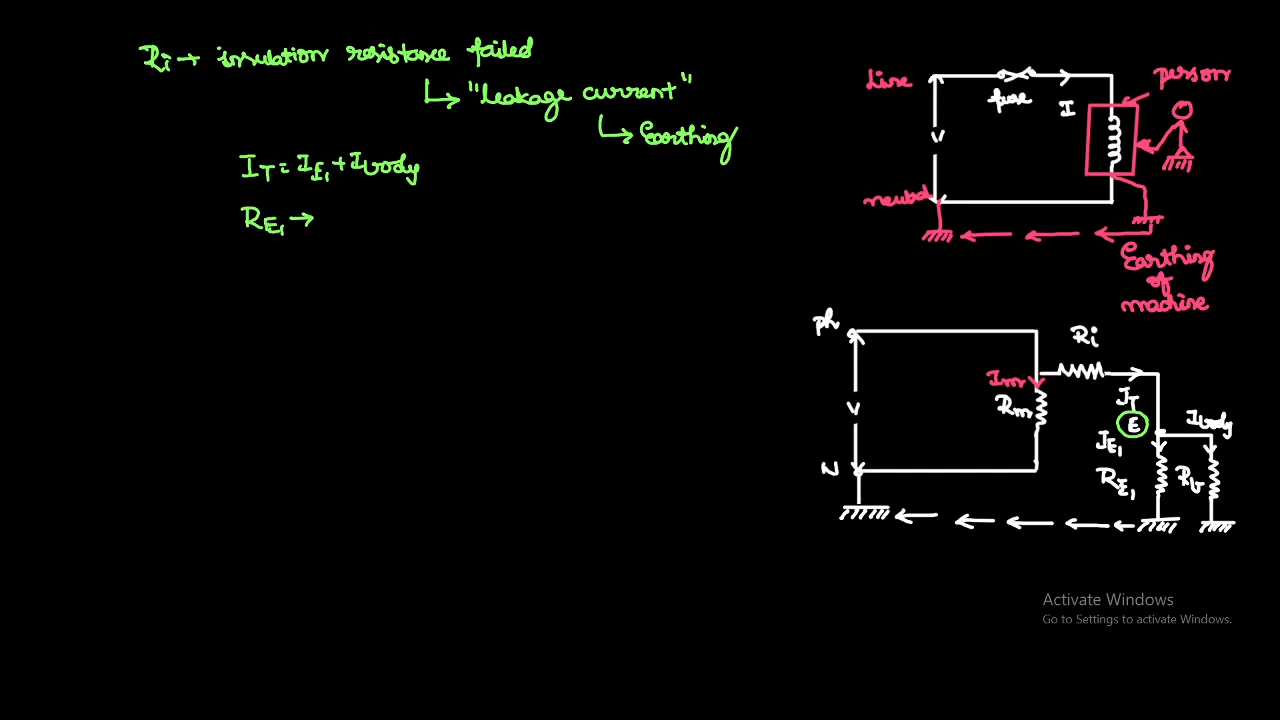 Ri → insulation resistance failed
↳ "leakage current"
↳ Earthing
IT = IE1 + Ibody
RE1 →
Line
fuse
I
person
V
neutral
Earthing
of
machine
ph
Ri
Im
Rm
IT
E
V
Ibody
IE1
RE1
Rb
N
Activate Windows
Go to Settings to activate Windows.